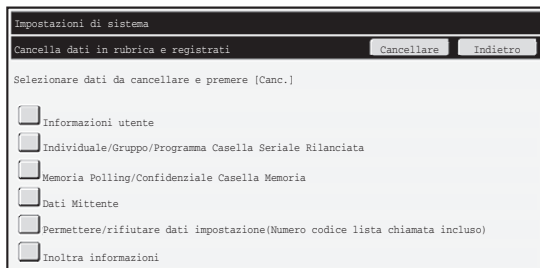 Impostazioni di sistema
Cancella dati in rubrica e registrati Cancellare Indietro
Selezionare dati da cancellare e premere [Canc.]
Informazioni utente
Individuale/Gruppo/Programma Casella Seriale Rilanciata
Memoria Polling/Confidenziale Casella Memoria
Dati Mittente
Permettere/rifiutare dati impostazione(Numero codice lista chiamata incluso)
Inoltra informazioni